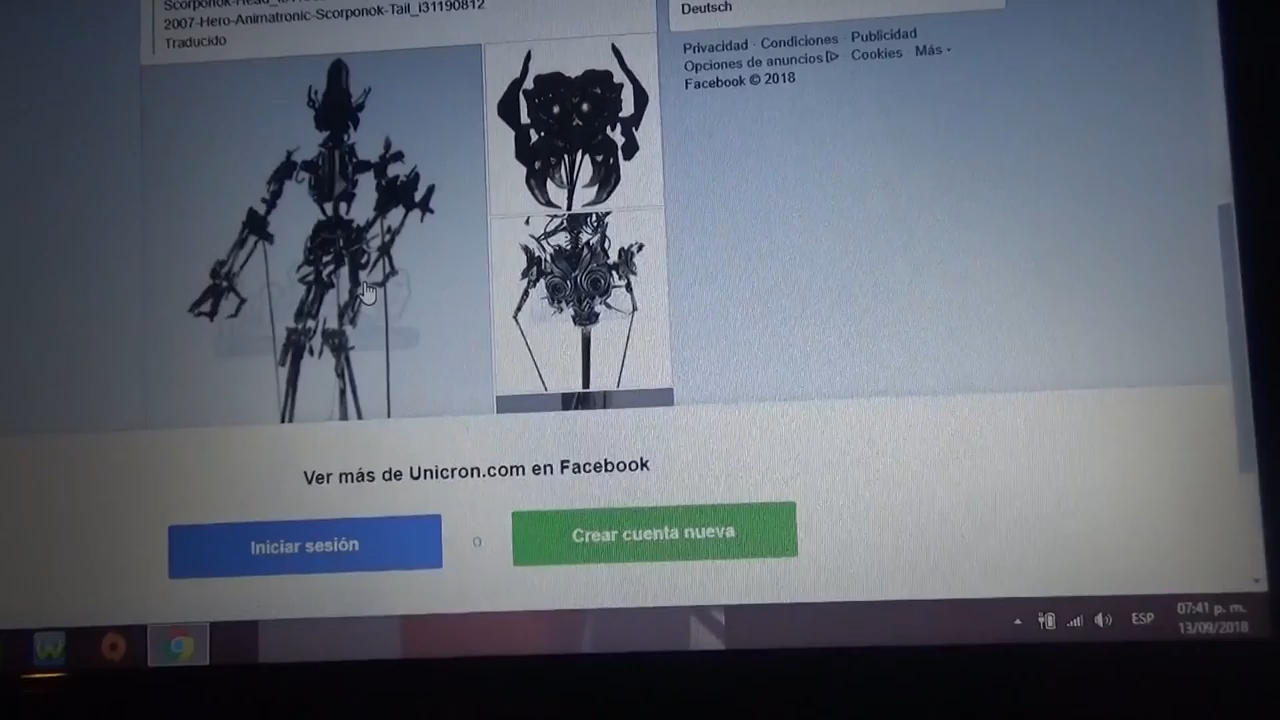 2007-Hero-Animatronic-Scorponok-Tail_i31190812
Traducido
Deutsch
Privacidad · Condiciones · Publicidad
Opciones de anuncios · Cookies · Más
Facebook © 2018
Ver más de Unicron.com en Facebook
Iniciar sesión
o
Crear cuenta nueva
ESP
07:41 p. m.
13/09/2018